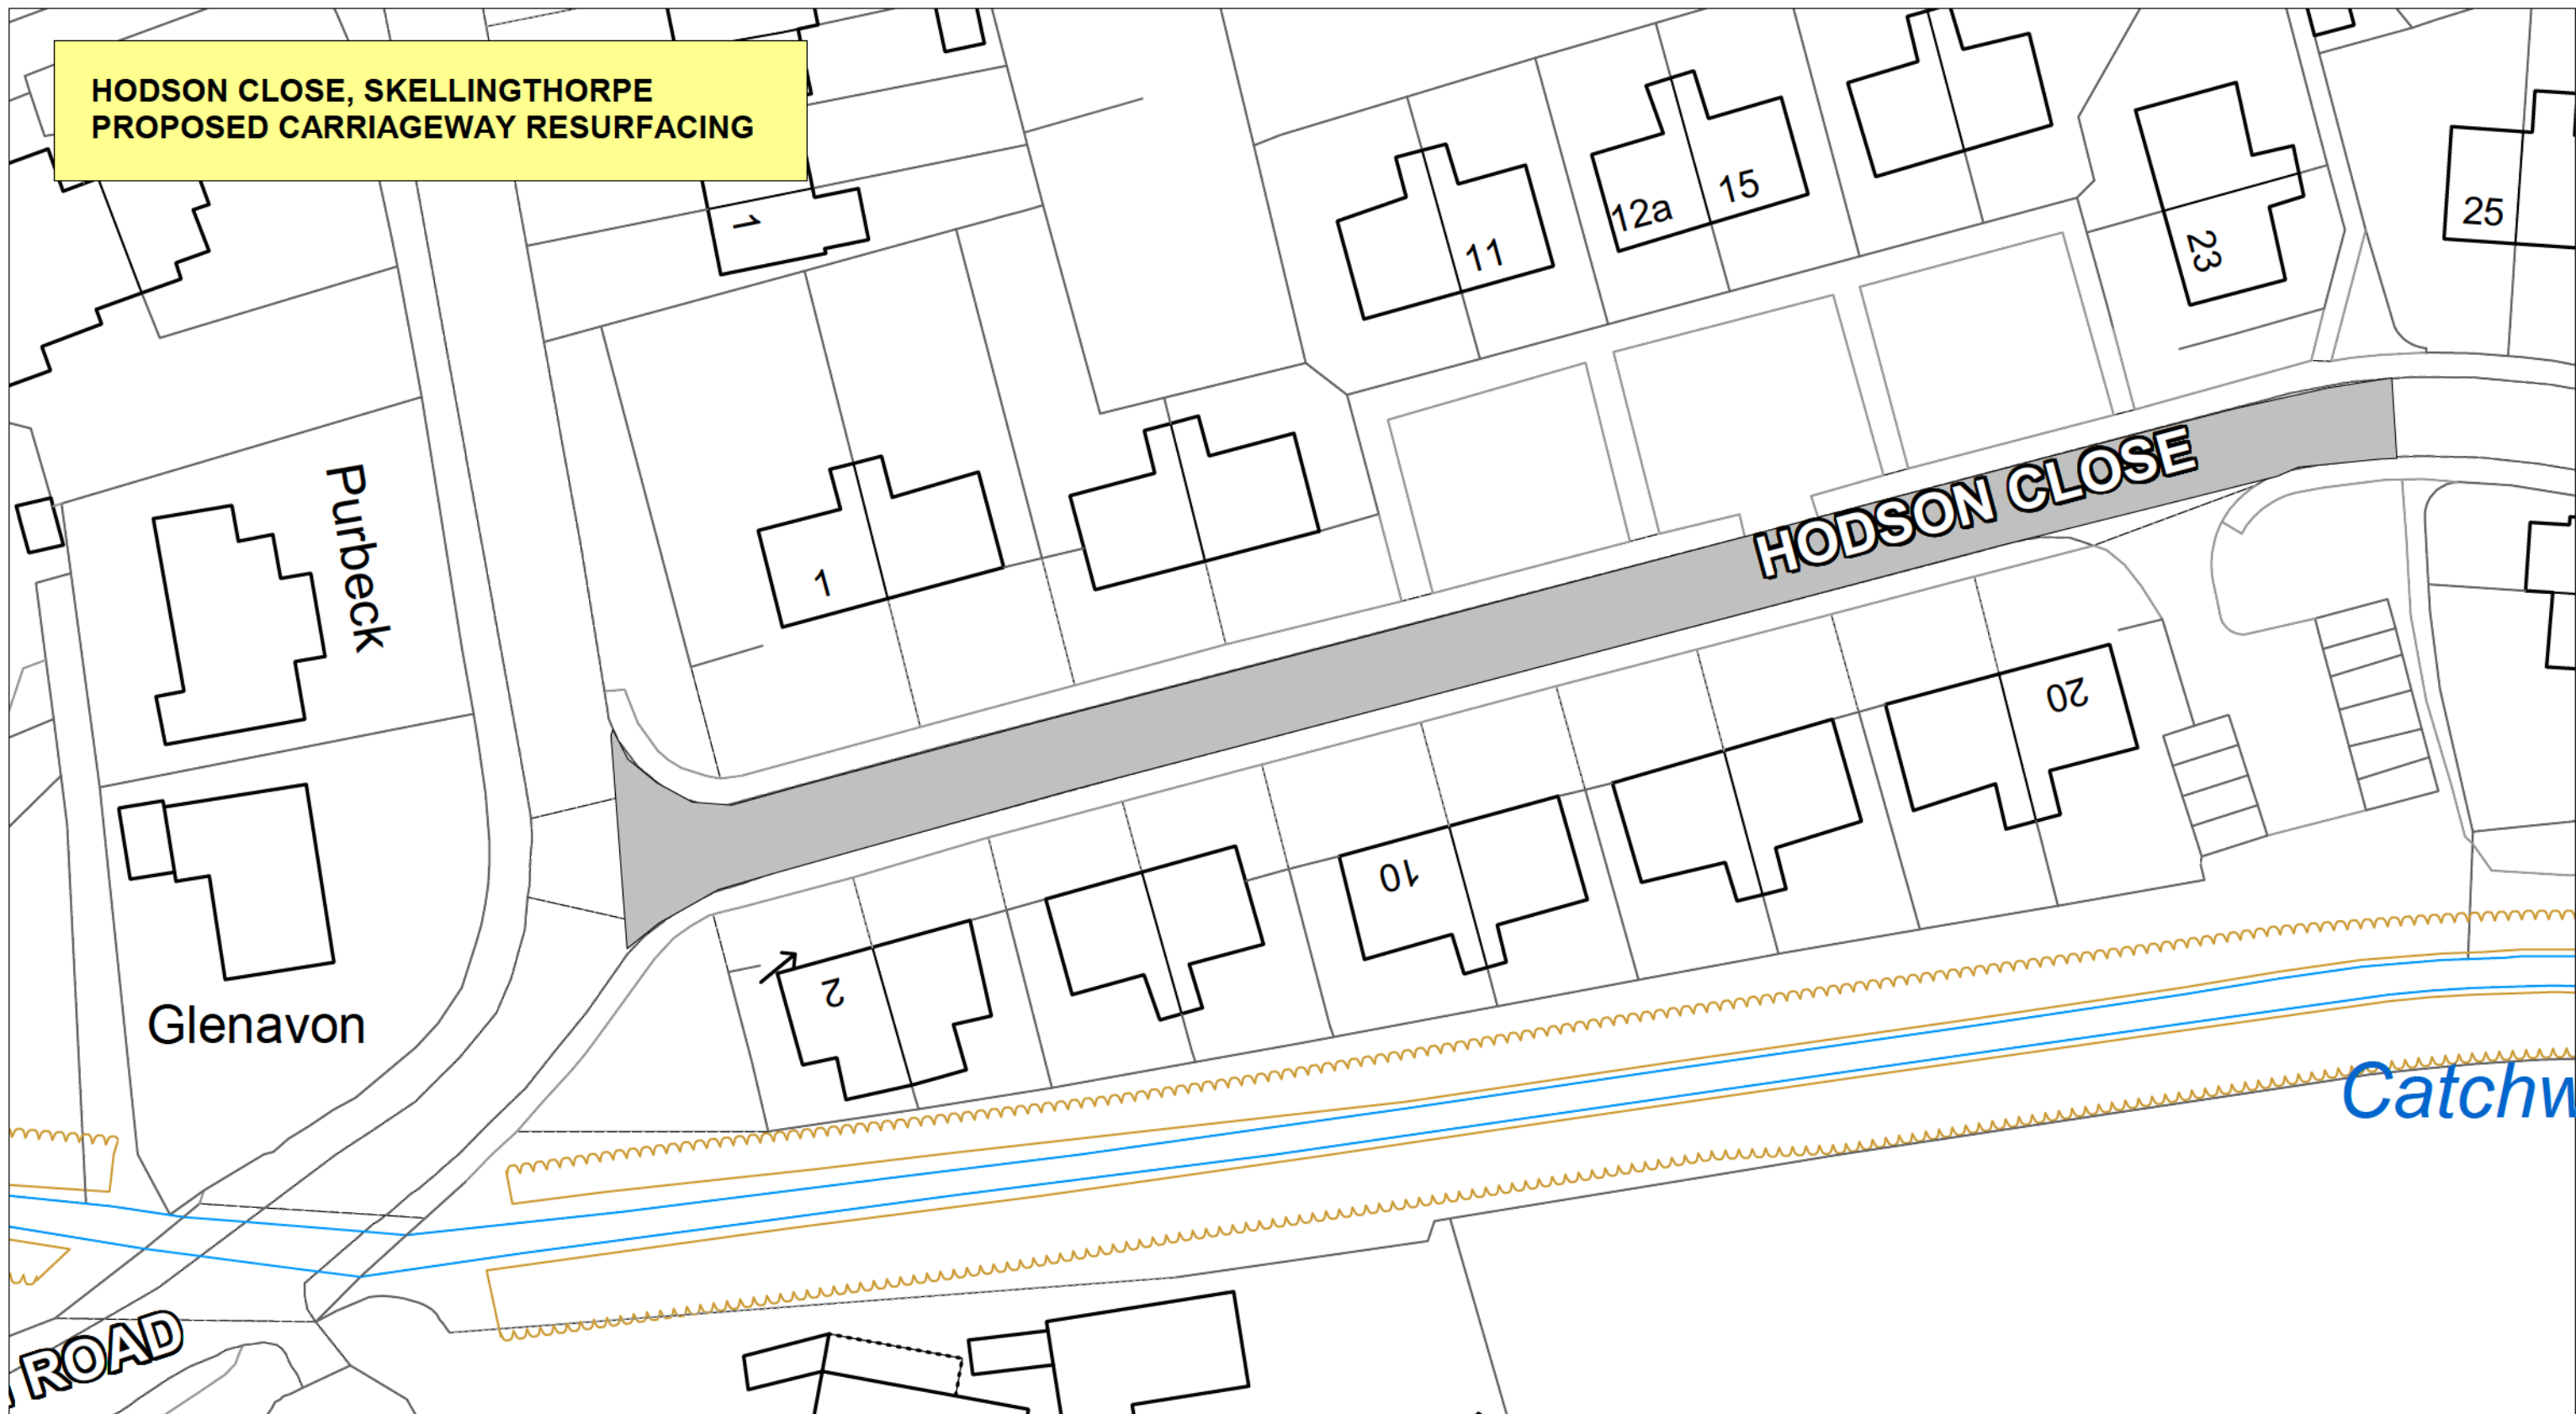 HODSON CLOSE, SKELLINGTHORPE
PROPOSED CARRIAGEWAY RESURFACING
1
11
12a
15
23
25
Purbeck
1
HODSON CLOSE
20
10
2
Glenavon
Catchw
ROAD